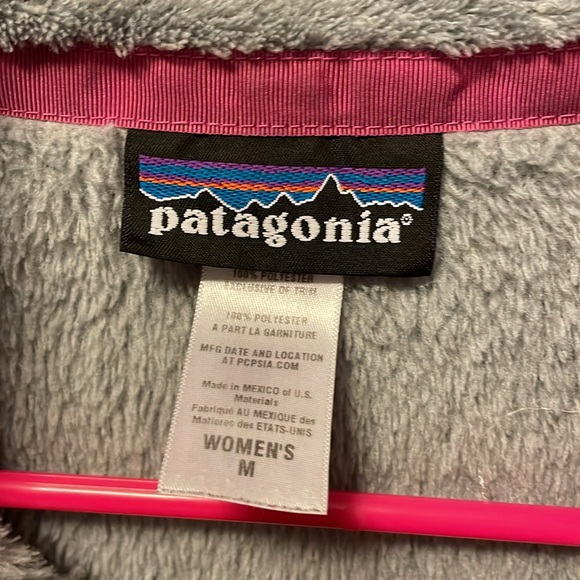 patagonia®
100% POLYESTER
EXCLUSIVE OF TRIM
100% POLYESTER
A PART LA GARNITURE
MFG DATE AND LOCATION
AT PCPSIA.COM
Made in MEXICO of U.S.
Materials
Fabriqué AU MEXIQUE des
Matieres des ETATS-UNIS
WOMEN'S
M